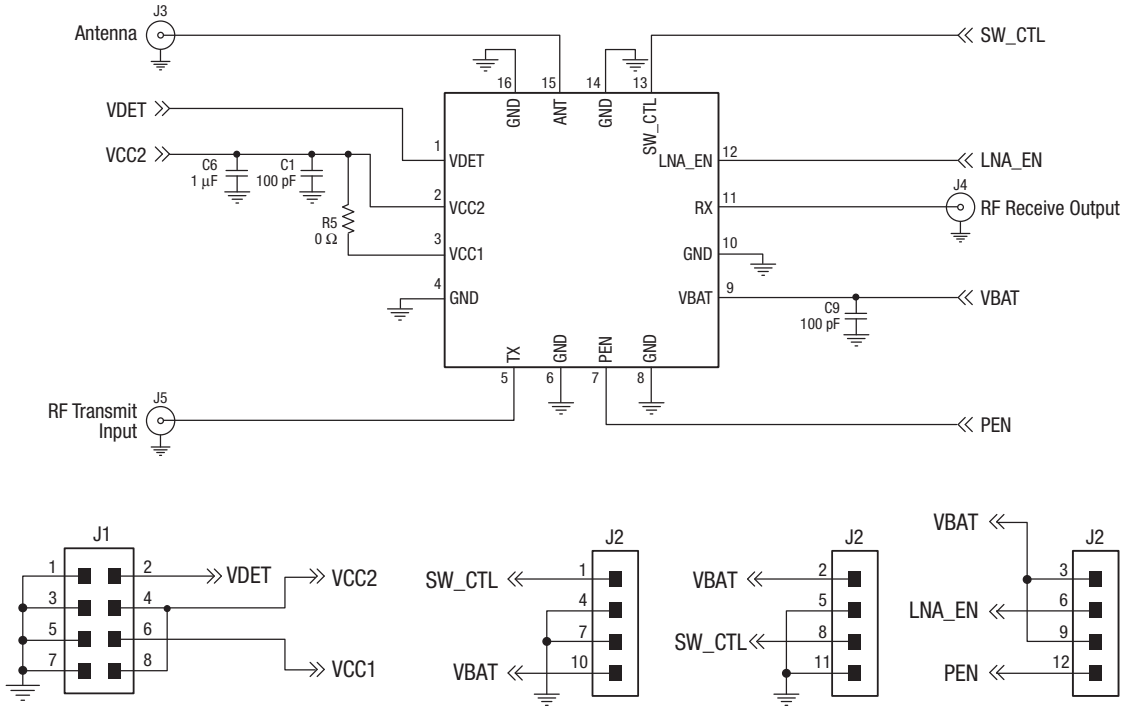 J3
Antenna
SW_CTL
16
15
14
13
GND
ANT
GND
SW_CTL
VDET
1
VDET
LNA_EN
12
LNA_EN
VCC2
C6
1 µF
C1
100 pF
2
VCC2
RX
11
J4
RF Receive Output
R5
0 Ω
3
VCC1
GND
10
4
GND
VBAT
9
VBAT
C9
100 pF
TX
GND
PEN
GND
5
6
7
8
RF Transmit
Input
J5
PEN
J1
1
2
VDET
3
4
VCC2
5
6
7
8
VCC1
J2
SW_CTL
1
4
7
VBAT
10
J2
VBAT
2
5
SW_CTL
8
11
VBAT
J2
3
LNA_EN
6
9
PEN
12